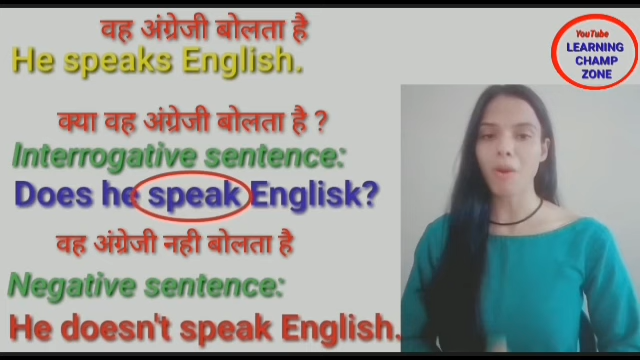 वह अंग्रेजी बोलता है
He speaks English.
YouTube
LEARNING
CHAMP
ZONE
क्या वह अंग्रेजी बोलता है ?
Interrogative sentence:
Does he speak Englisk?
वह अंग्रेजी नही बोलता है
Negative sentence:
He doesn't speak English.